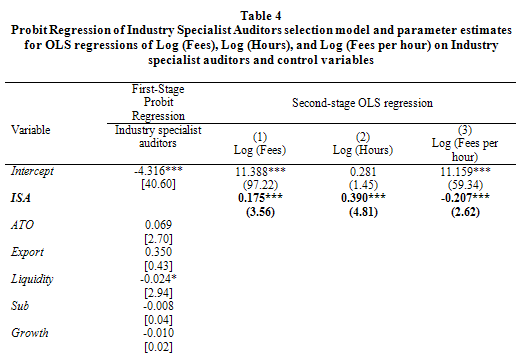 Table 4
Probit Regression of Industry Specialist Auditors selection model and parameter estimates
for OLS regressions of Log (Fees), Log (Hours), and Log (Fees per hour) on Industry
specialist auditors and control variables
First-Stage
Probit
Regression
Second-stage OLS regression
Variable
Industry specialist
auditors
(1)
Log (Fees)
(2)
Log (Hours)
(3)
Log (Fees per
hour)
Intercept -4.316*** 11.388*** 0.281 11.159***
[40.60] (97.22) (1.45) (59.34)
ISA 0.175*** 0.390*** -0.207***
(3.56) (4.81) (2.62)
ATO 0.069
[2.70]
Export 0.350
[0.43]
Liquidity -0.024*
[2.94]
Sub -0.008
[0.04]
Growth -0.010
[0.02]